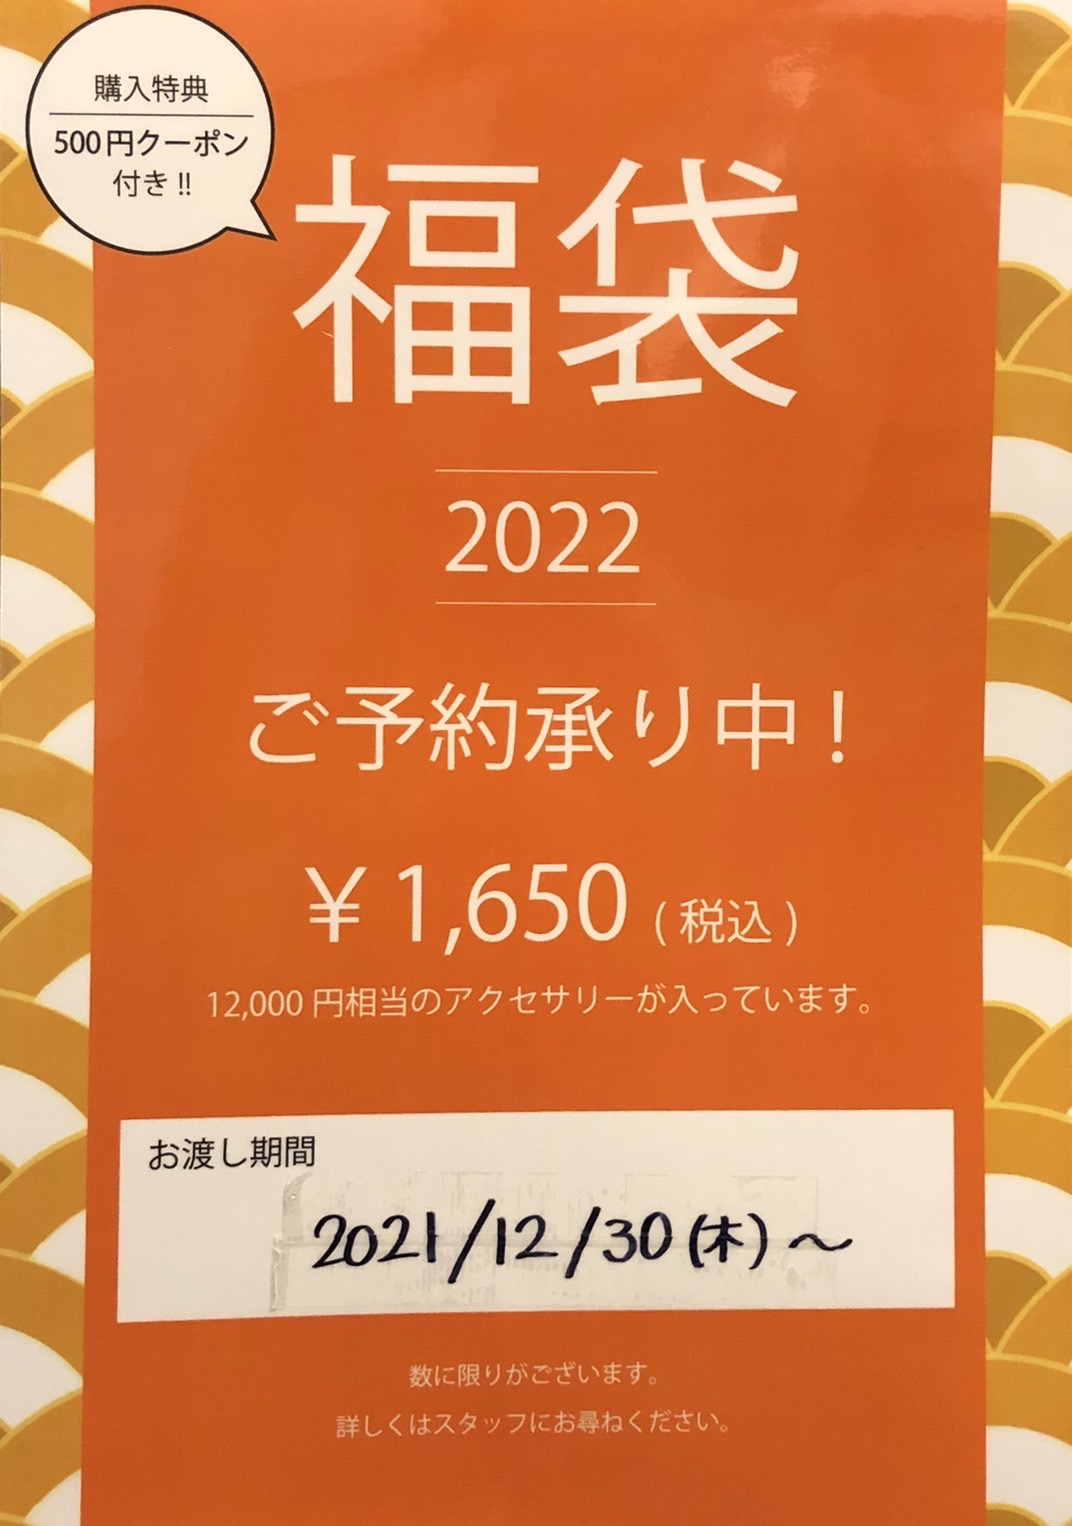 購入特典
500円クーポン
付き!!
福袋
2022
ご予約承り中!
¥1,650(税込)
12,000円相当のアクセサリーが入っています。
お渡し期間
2021/12/30(木)〜
数に限りがございます。
詳しくはスタッフにお尋ねください。